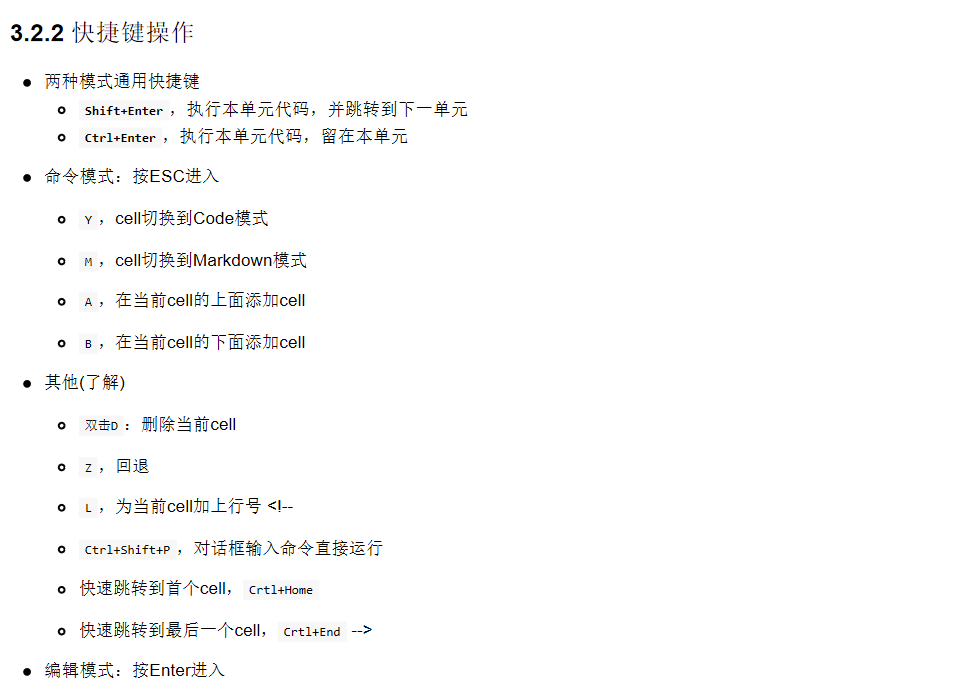 3.2.2 快捷键操作
两种模式通用快捷键
Shift+Enter ，执行本单元代码，并跳转到下一单元
Ctrl+Enter ，执行本单元代码，留在本单元
命令模式：按ESC进入
Y ，cell切换到Code模式
M ，cell切换到Markdown模式
A ，在当前cell的上面添加cell
B ，在当前cell的下面添加cell
其他(了解)
双击D ：删除当前cell
Z ，回退
L ，为当前cell加上行号 <!--
Ctrl+Shift+P ，对话框输入命令直接运行
快速跳转到首个cell， Crtl+Home
快速跳转到最后一个cell， Crtl+End -->
编辑模式：按Enter进入